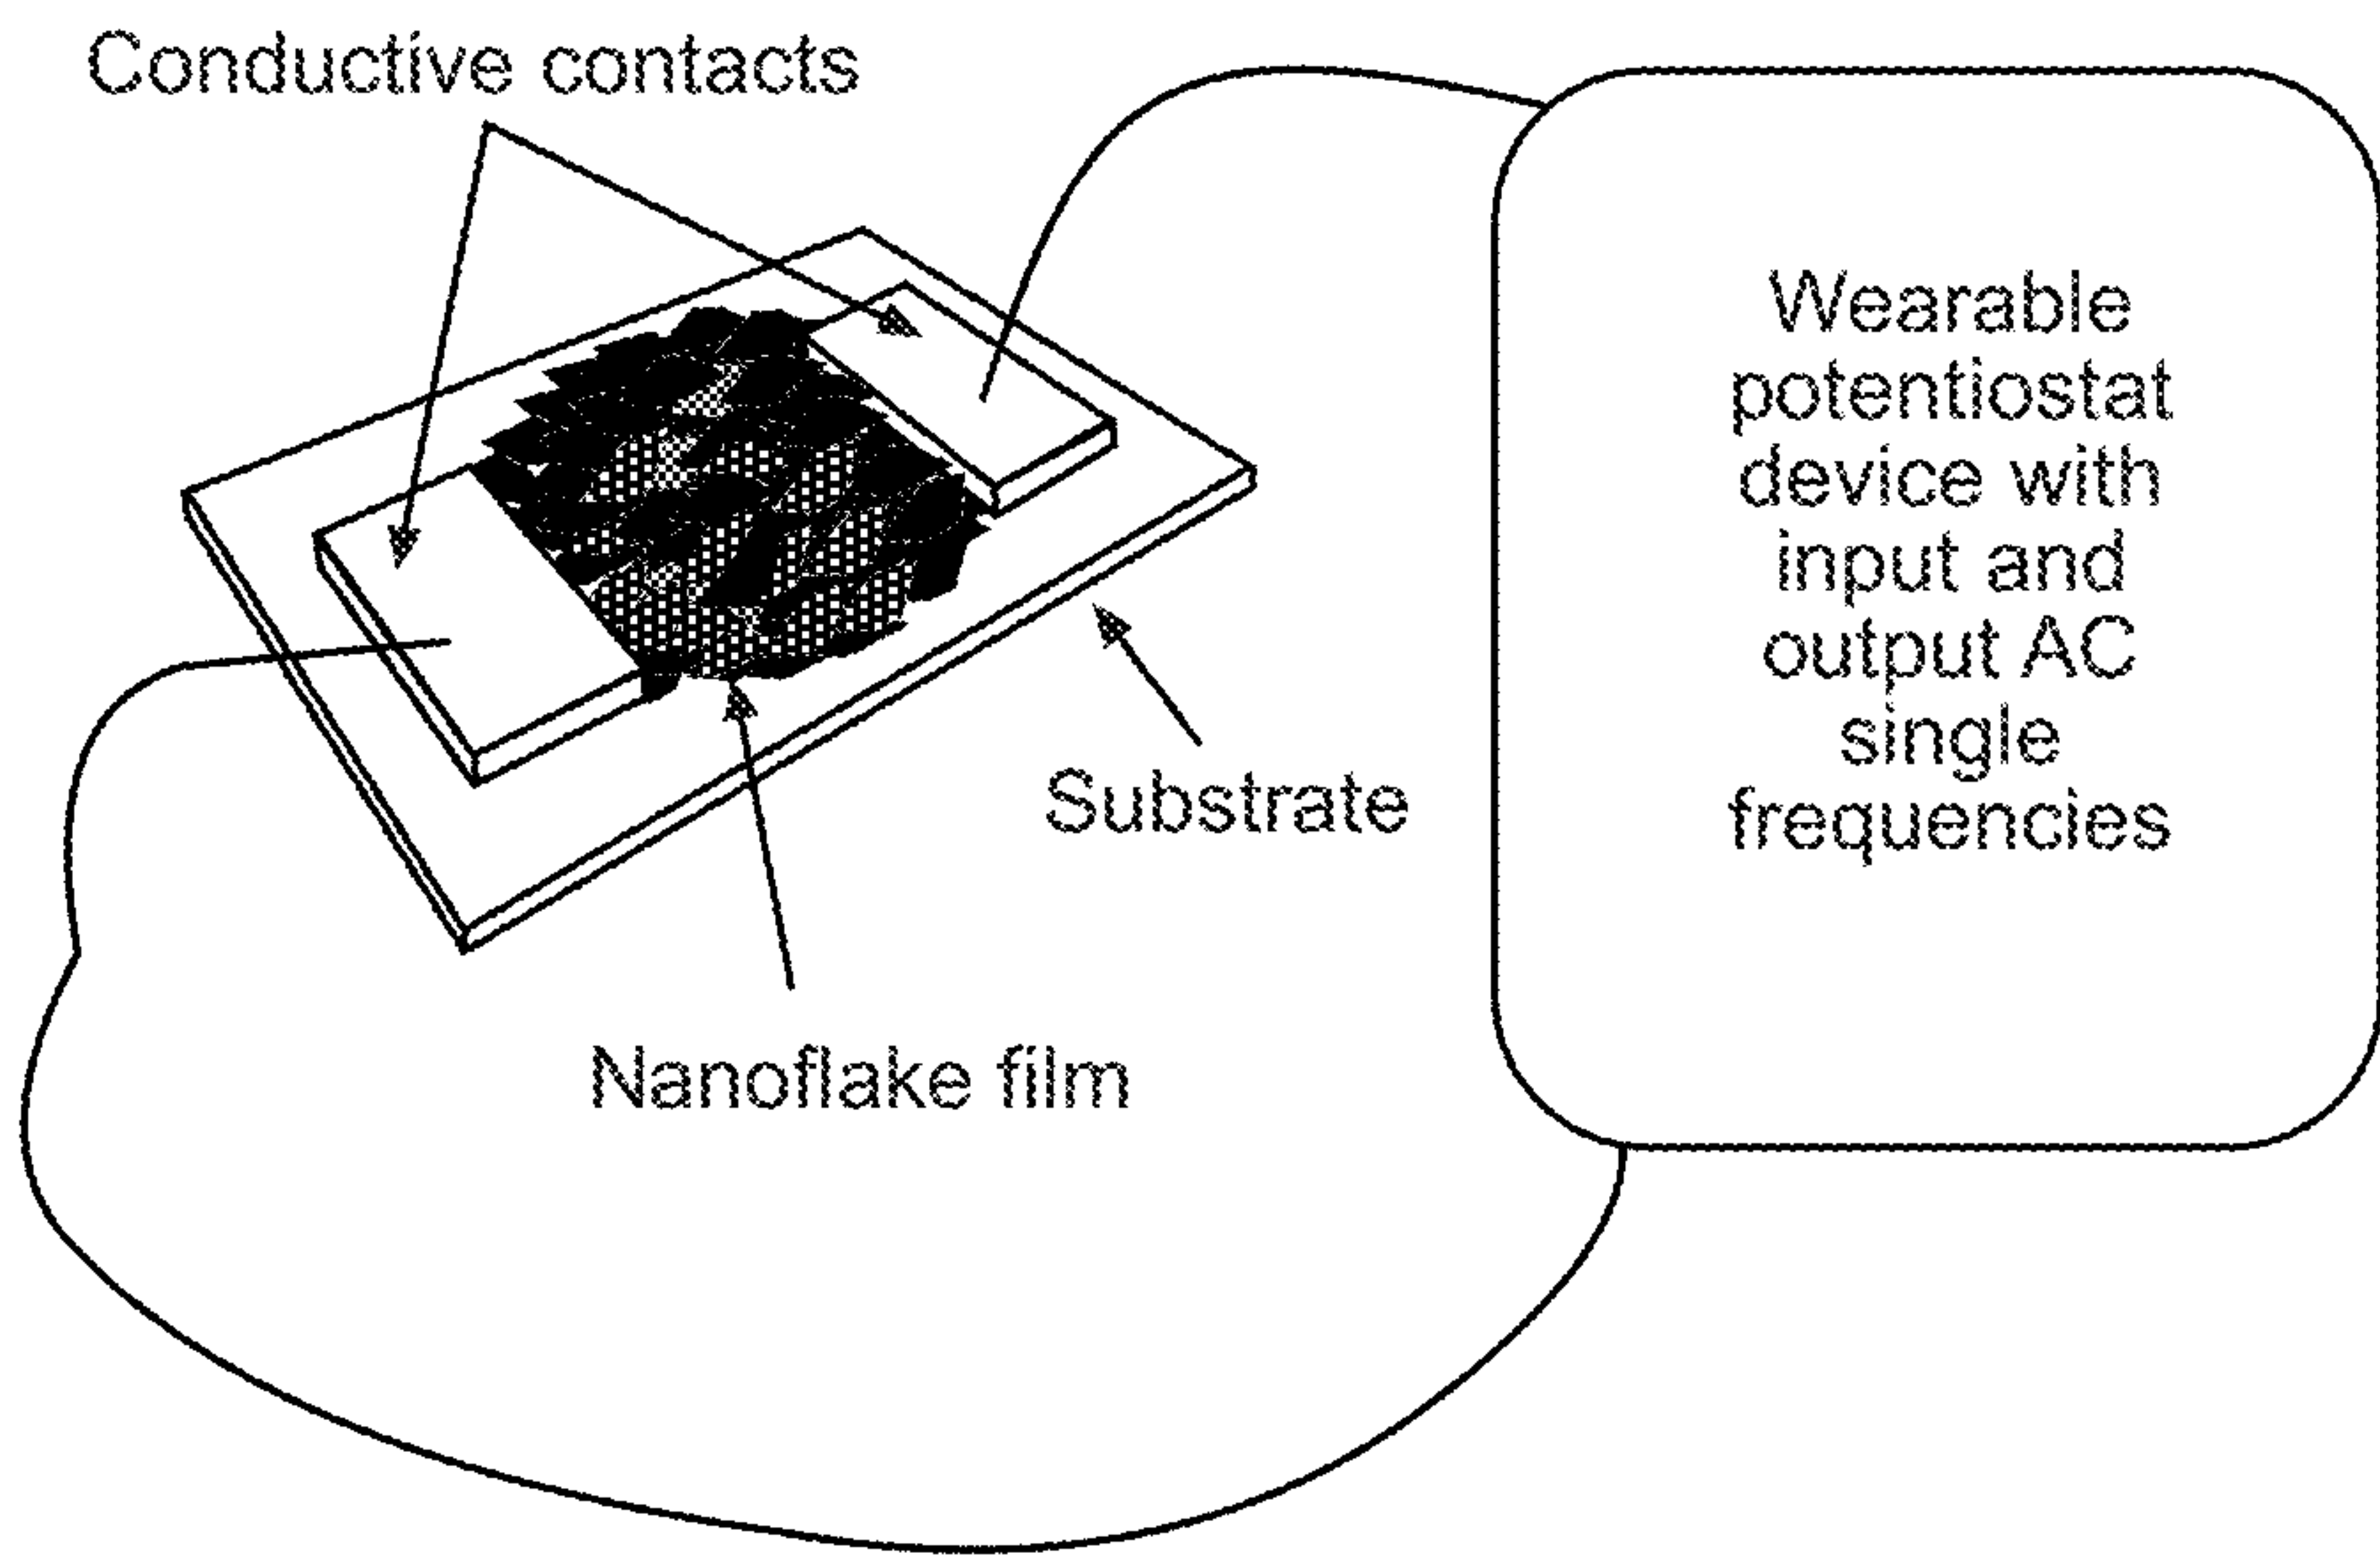 Conductive contacts
Wearable
potentiostat
device with
input and
output AC
single
frequencies
Substrate
Nanoflake film